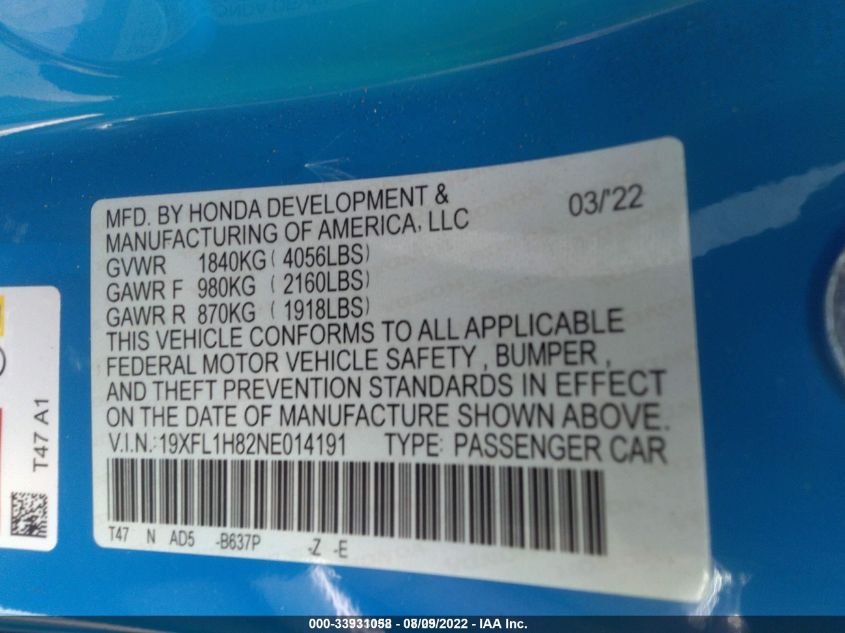 MFD. BY HONDA DEVELOPMENT & 03/'22
MANUFACTURING OF AMERICA, LLC
GVWR 1840KG ( 4056LBS)
GAWR F 980KG ( 2160LBS)
GAWR R 870KG ( 1918LBS)
THIS VEHICLE CONFORMS TO ALL APPLICABLE
FEDERAL MOTOR VEHICLE SAFETY , BUMPER ,
AND THEFT PREVENTION STANDARDS IN EFFECT
ON THE DATE OF MANUFACTURE SHOWN ABOVE.
V.I.N.:19XFL1H82NE014191 TYPE: PASSENGER CAR
T47 N AD5 -B637P -Z -E
T47 A1
000-33931058 - 08/09/2022 - IAA Inc.